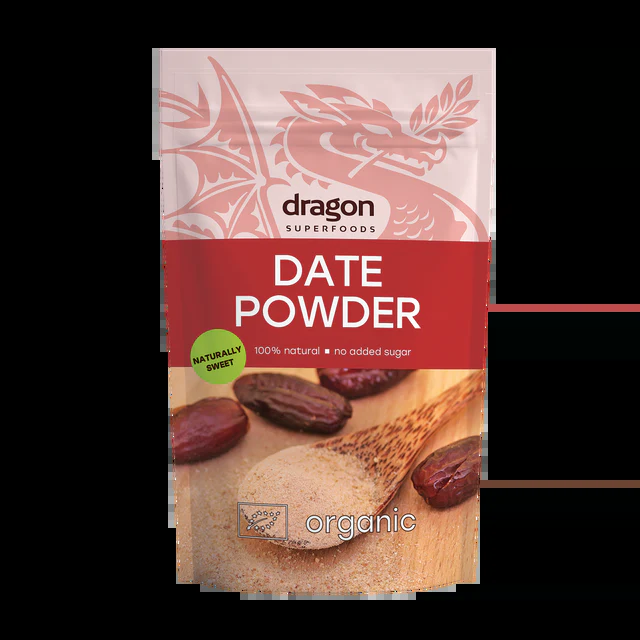 dragon
SUPERFOODS
DATE
POWDER
100% natural ▪ no added sugar
NATURALLY
SWEET
organic